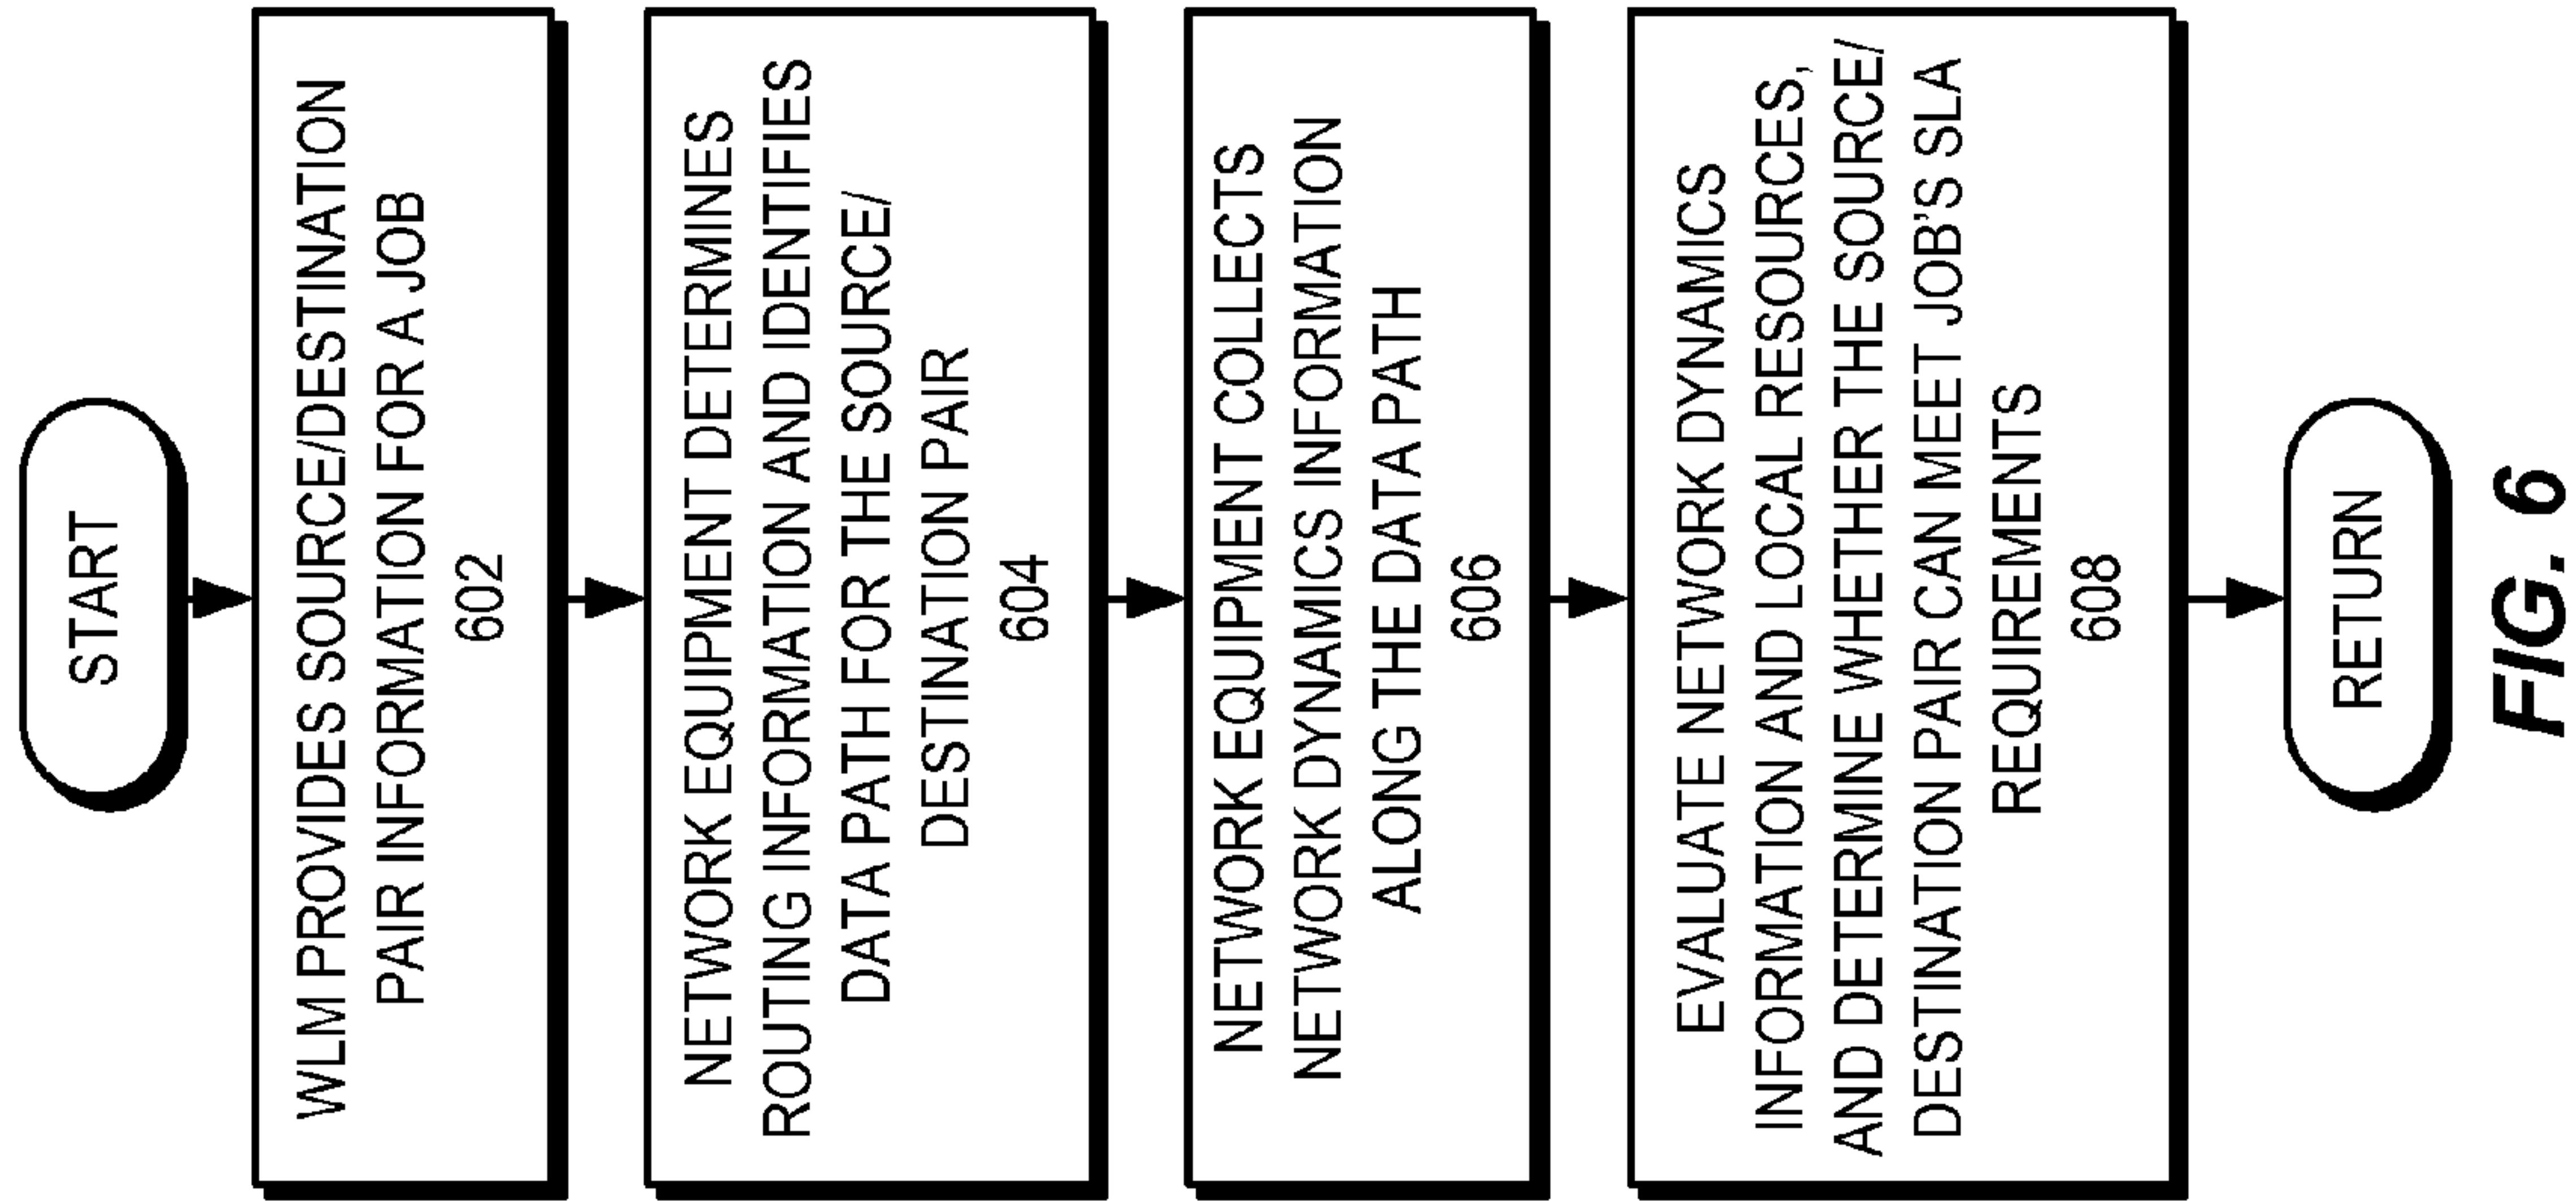 START
WLM PROVIDES SOURCE/DESTINATION
PAIR INFORMATION FOR A JOB
602
NETWORK EQUIPMENT DETERMINES
ROUTING INFORMATION AND IDENTIFIES
DATA PATH FOR THE SOURCE/
DESTINATION PAIR
604
NETWORK EQUIPMENT COLLECTS
NETWORK DYNAMICS INFORMATION
ALONG THE DATA PATH
606
EVALUATE NETWORK DYNAMICS
INFORMATION AND LOCAL RESOURCES,
AND DETERMINE WHETHER THE SOURCE/
DESTINATION PAIR CAN MEET JOB'S SLA
REQUIREMENTS
608
RETURN
FIG. 6